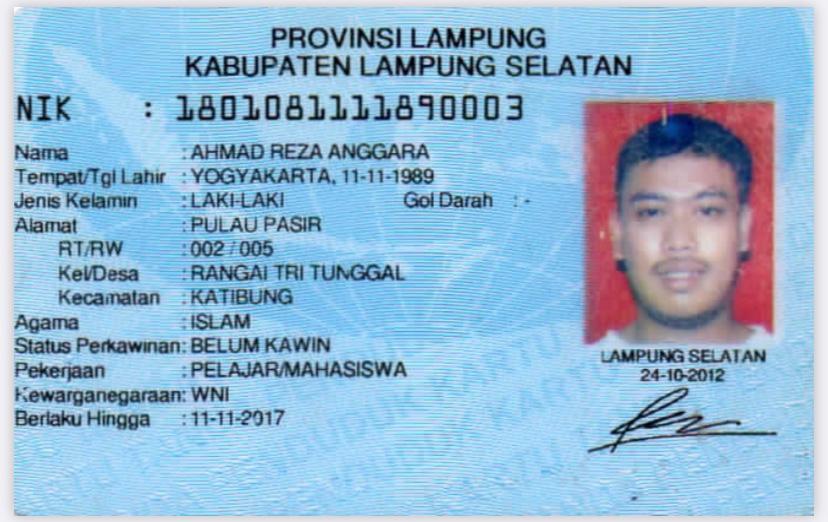 PROVINSI LAMPUNG
KABUPATEN LAMPUNG SELATAN
NIK : 1801081111890003
Nama : AHMAD REZA ANGGARA
Tempat/Tgl Lahir : YOGYAKARTA, 11-11-1989
Jenis Kelamin : LAKI-LAKI Gol Darah : -
Alamat : PULAU PASIR
RT/RW : 002 / 005
Kel/Desa : RANGAI TRI TUNGGAL
Kecamatan : KATIBUNG
Agama : ISLAM
Status Perkawinan: BELUM KAWIN
Pekerjaan : PELAJAR/MAHASISWA
Kewarganegaraan: WNI
Berlaku Hingga : 11-11-2017
LAMPUNG SELATAN
24-10-2012